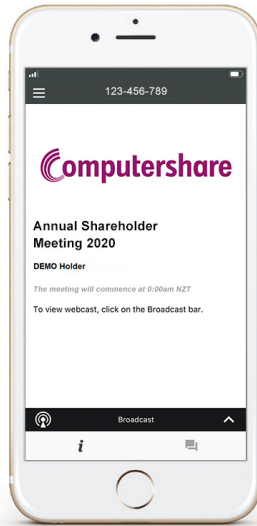 123-456-789
Computershare
Annual Shareholder
Meeting 2020
DEMO Holder
The meeting will commence at 0:00am NZT
To view webcast, click on the Broadcast bar.
Broadcast
i